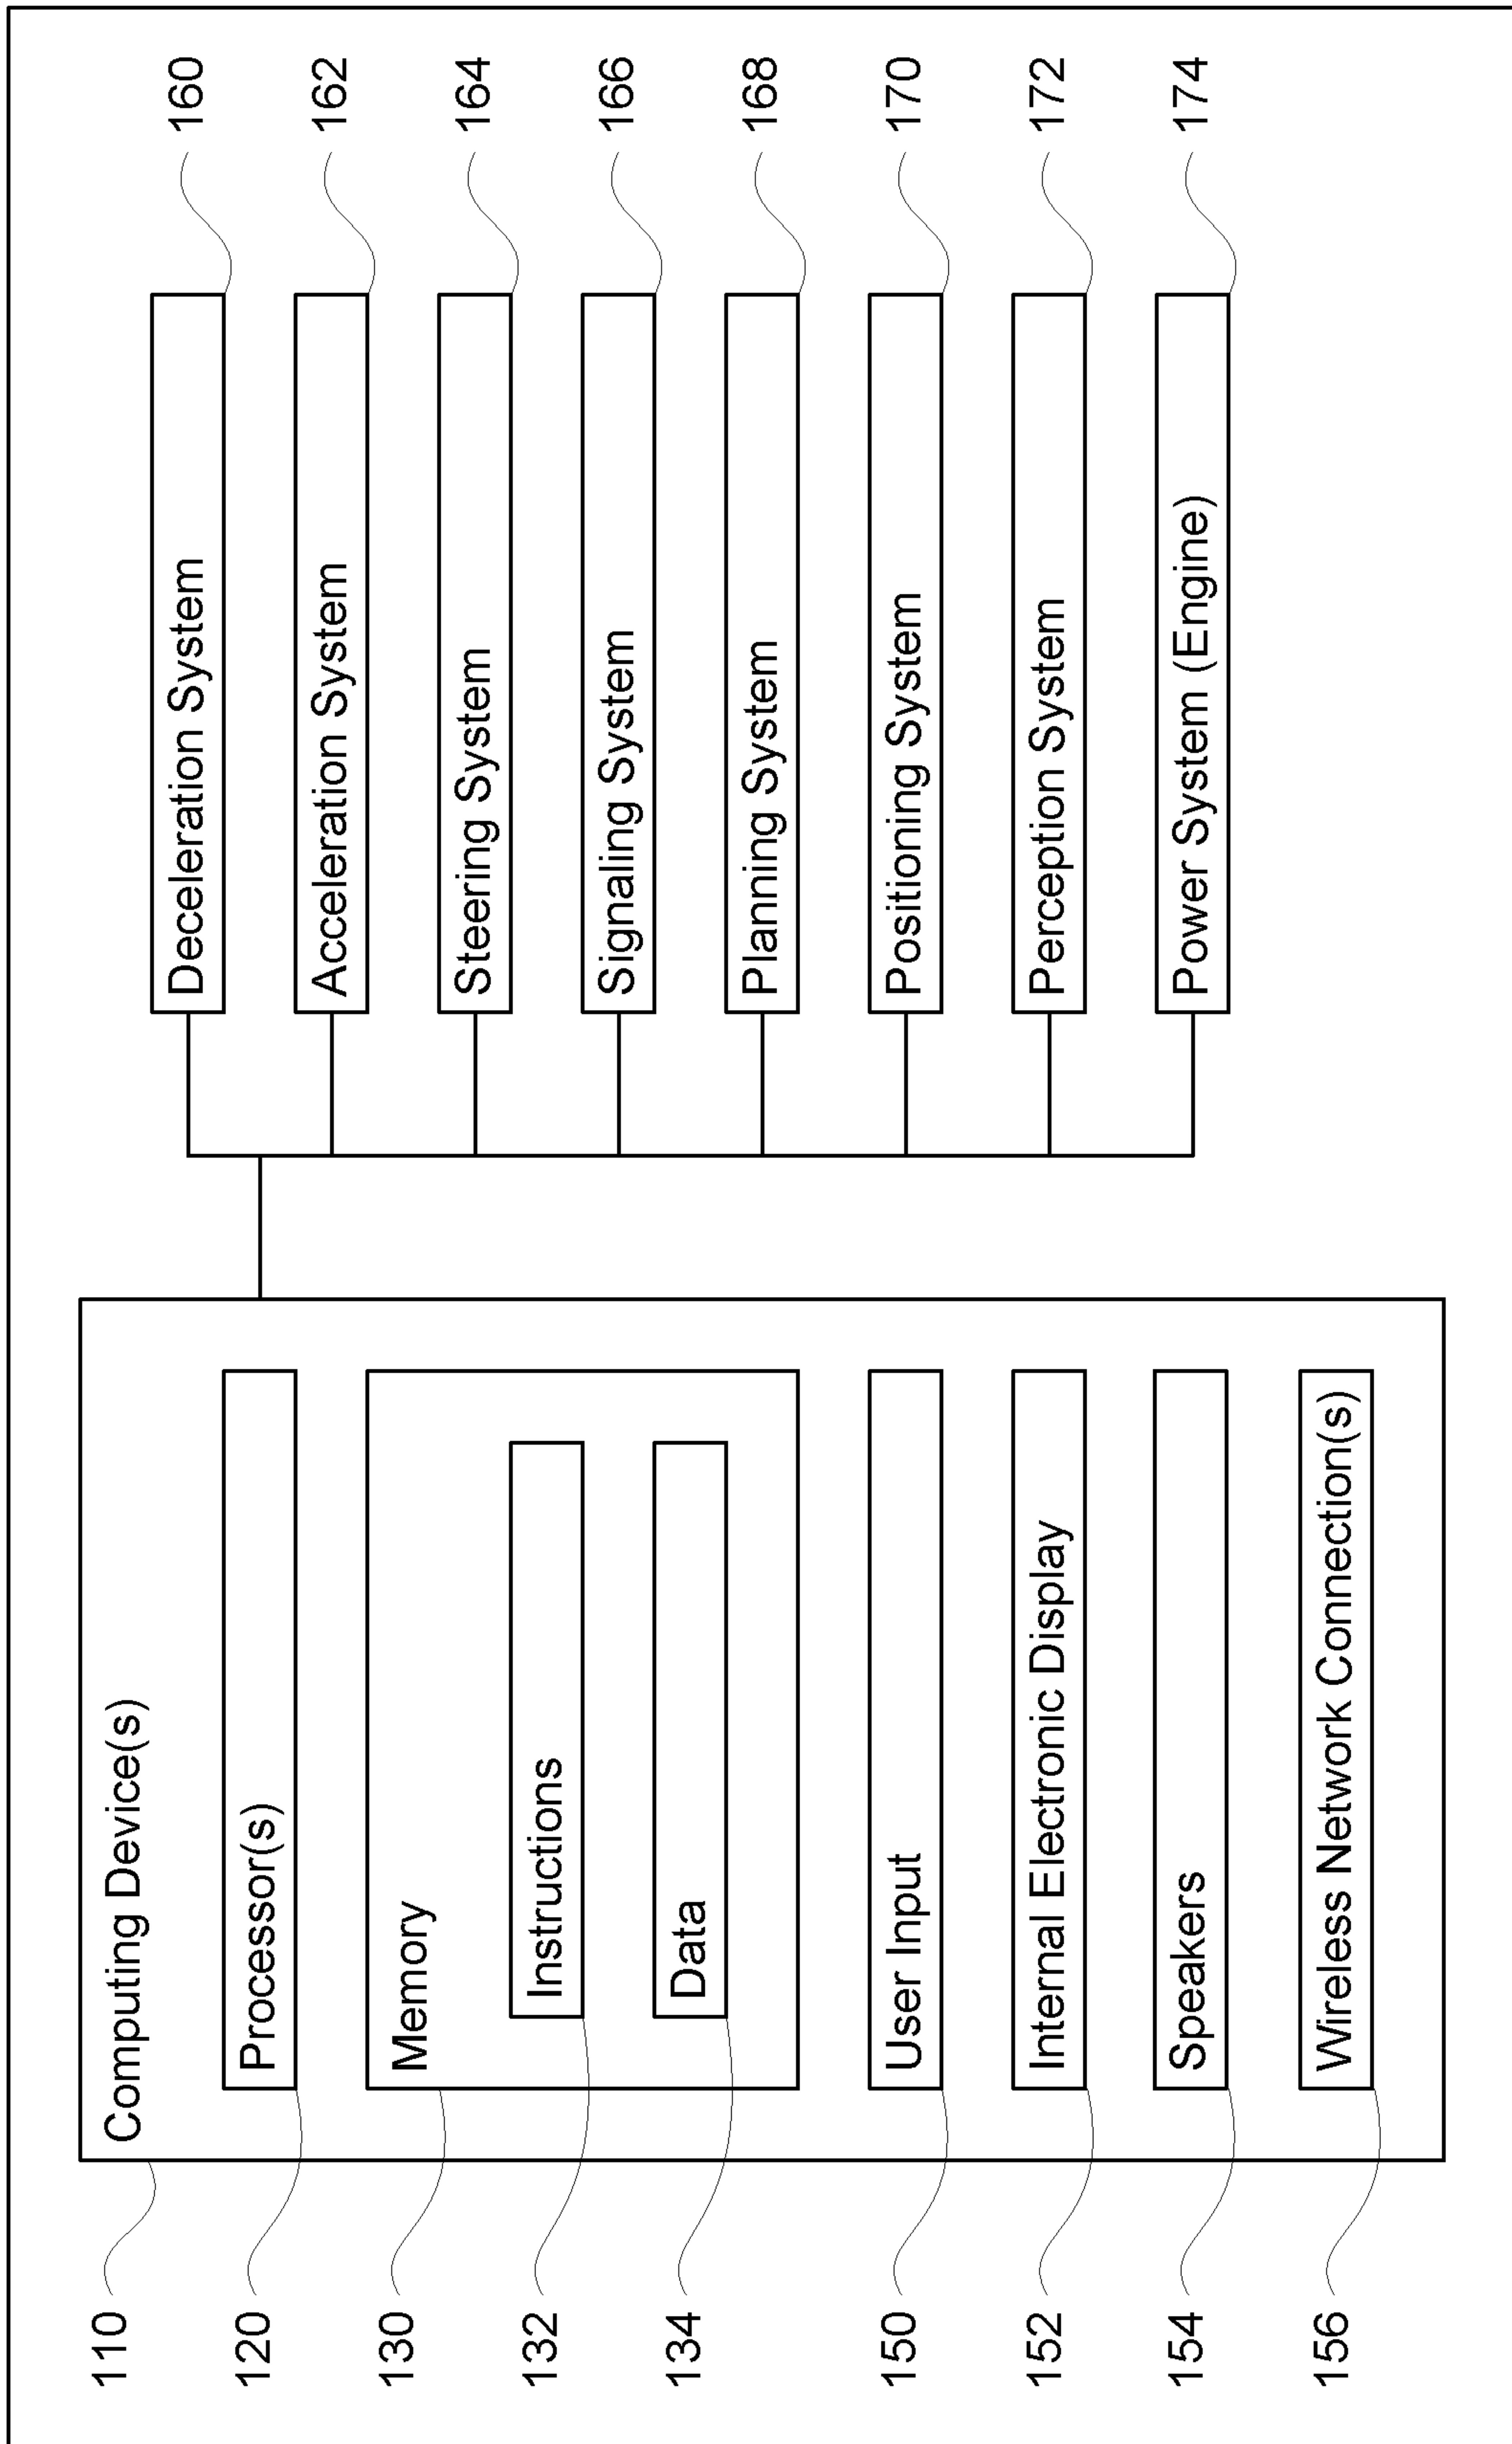 110
Computing Device(s)
120
Processor(s)
130
Memory
132
Instructions
134
Data
150
User Input
152
Internal Electronic Display
154
Speakers
156
Wireless Network Connection(s)
Deceleration System
160
Acceleration System
162
Steering System
164
Signaling System
166
Planning System
168
Positioning System
170
Perception System
172
Power System (Engine)
174